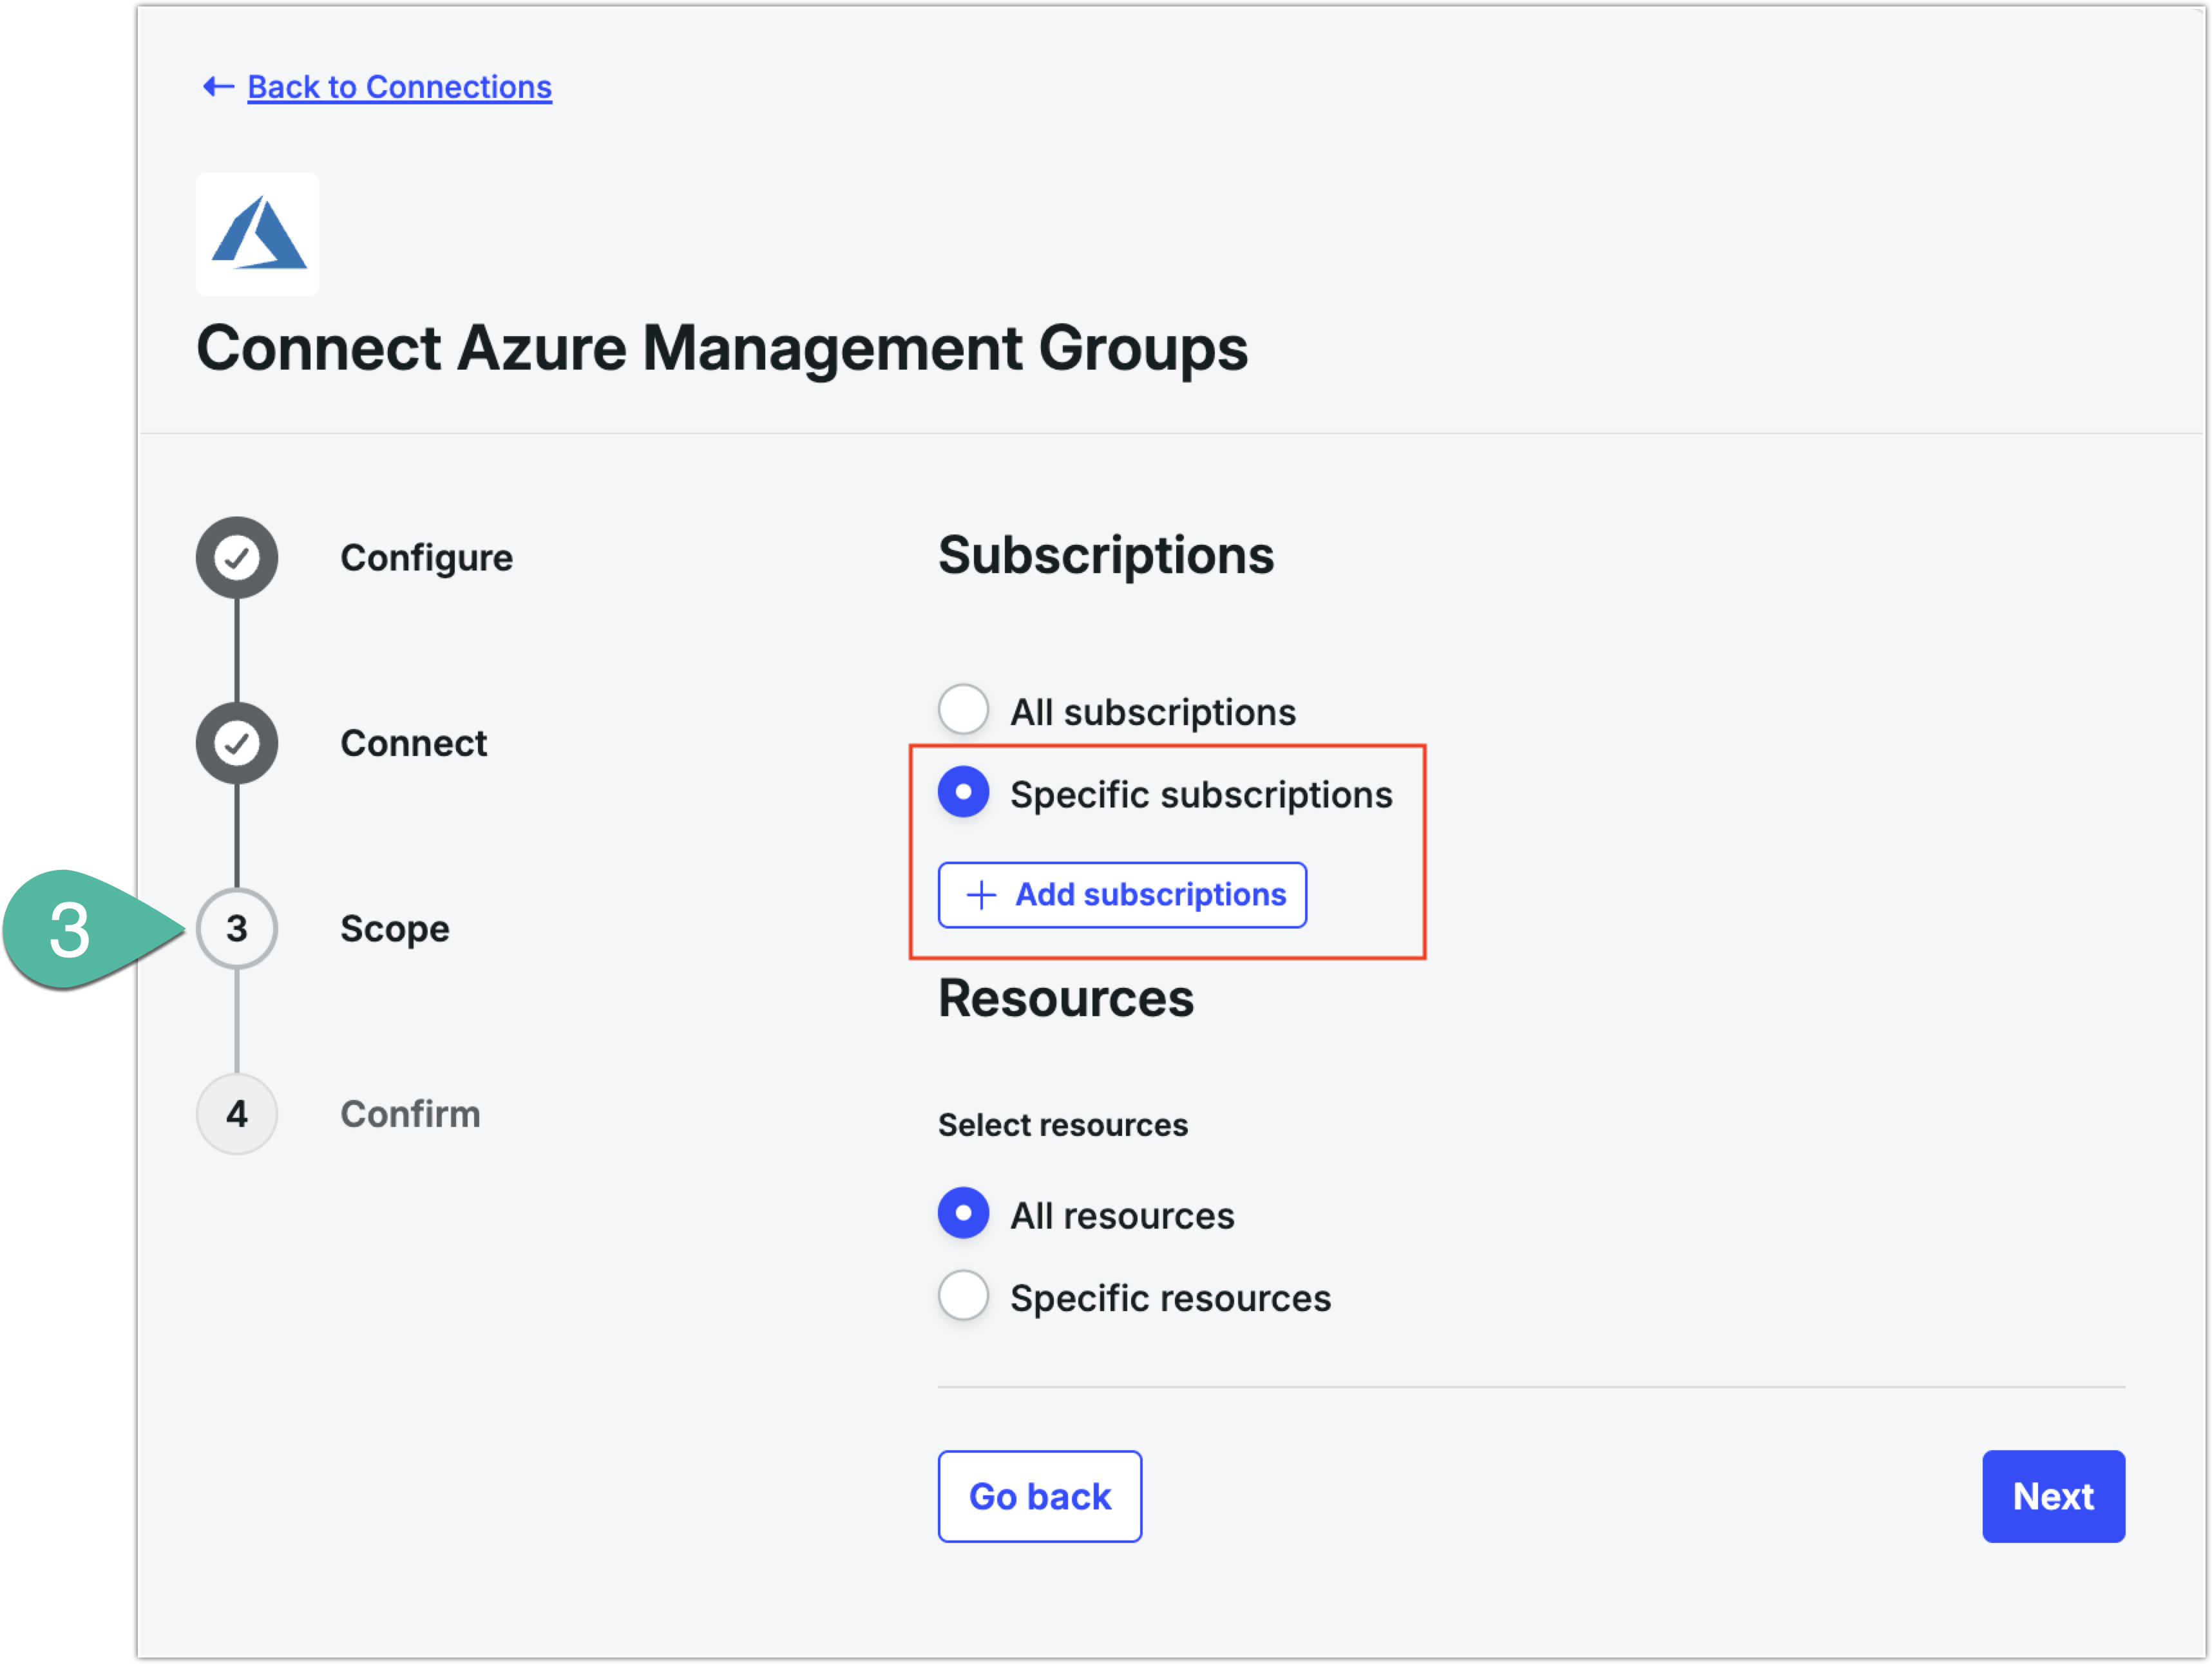 Back to Connections
Connect Azure Management Groups
Configure
Connect
3
3
Scope
4
Confirm
Subscriptions
All subscriptions
Specific subscriptions
+ Add subscriptions
Resources
Select resources
All resources
Specific resources
Go back
Next